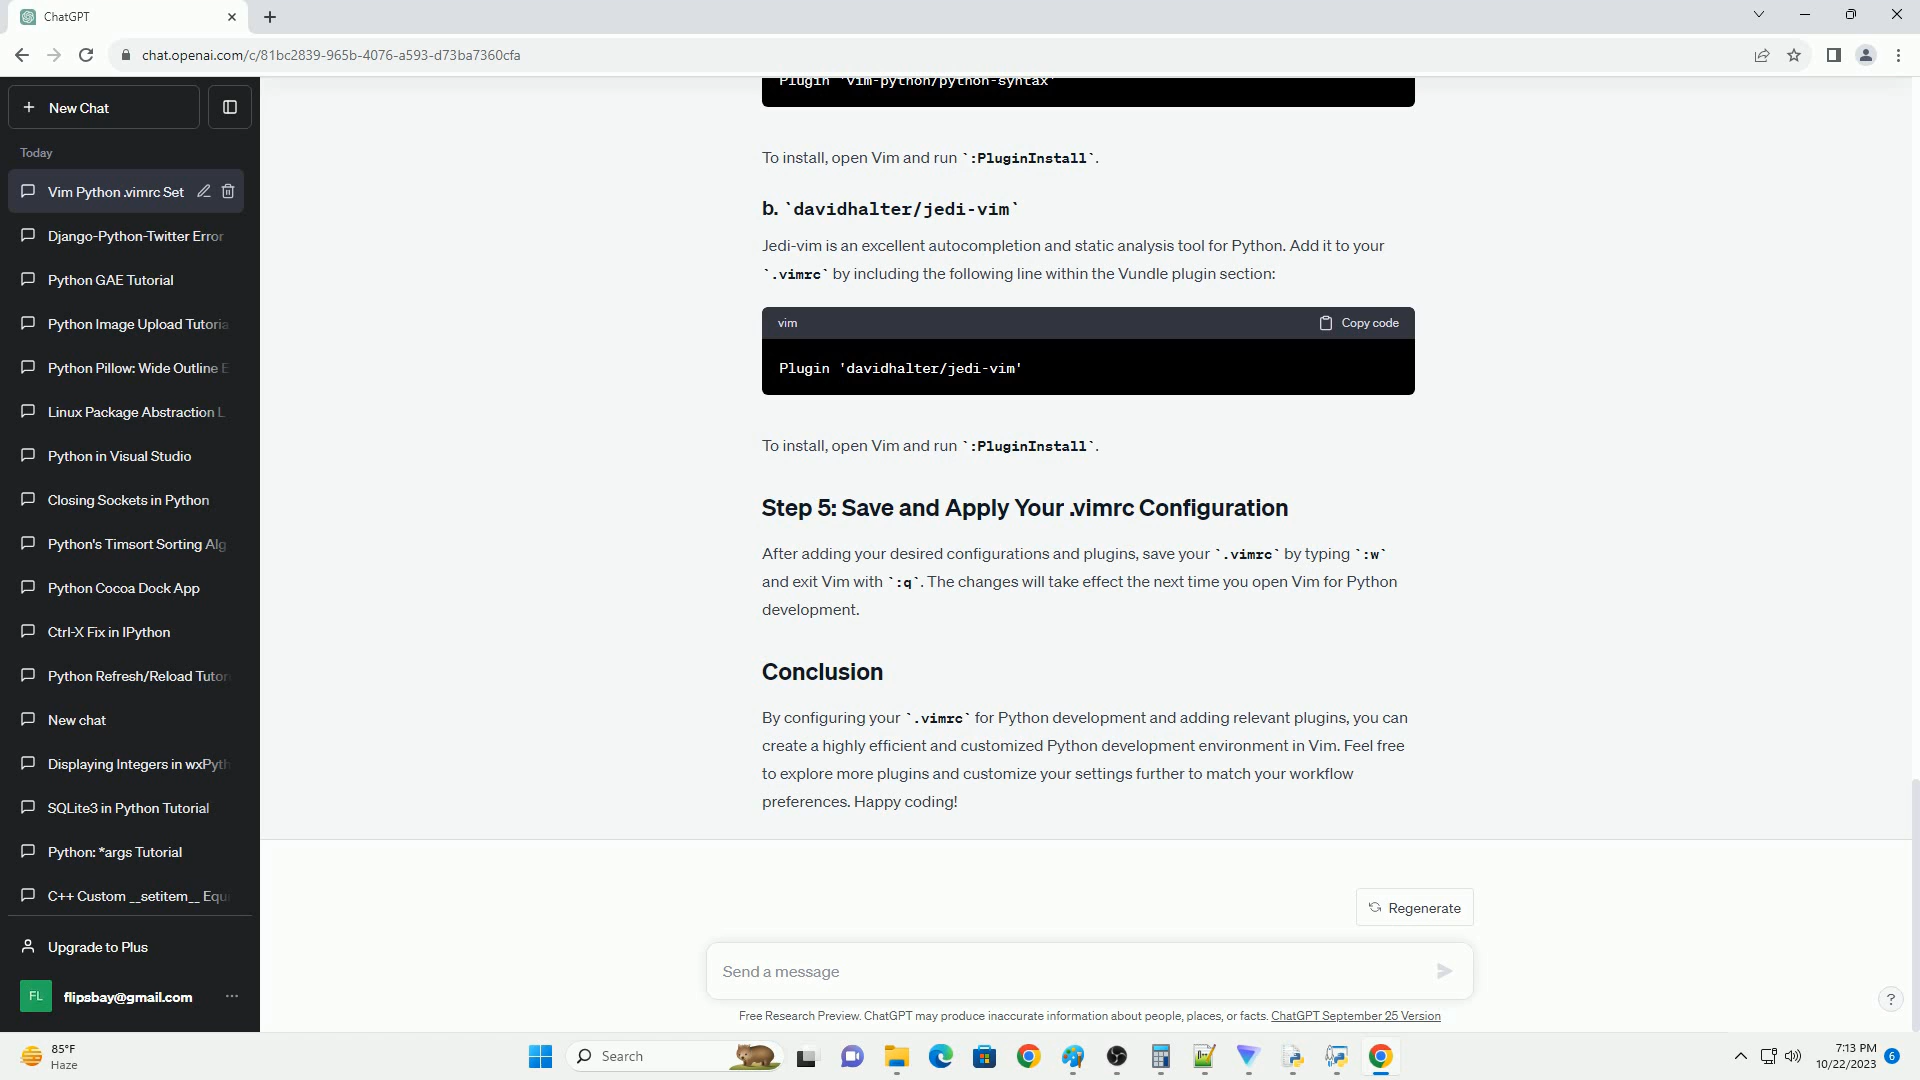 ChatGPT
chat.openai.com/c/81bc2839-965b-4076-a593-d73ba7360cfa
New Chat
Today
Vim Python .vimrc Set
Django-Python-Twitter Error
Python GAE Tutorial
Python Image Upload Tutoria
Python Pillow: Wide Outline E
Linux Package Abstraction L
Python in Visual Studio
Closing Sockets in Python
Python's Timsort Sorting Alg
Python Cocoa Dock App
Ctrl-X Fix in IPython
Python Refresh/Reload Tutor
New chat
Displaying Integers in wxPyth
SQLite3 in Python Tutorial
Python: *args Tutorial
C++ Custom __setitem__ Equ
Upgrade to Plus
FL
flipsbay@gmail.com
Plugin 'vim-python/python-syntax'
To install, open Vim and run `:PluginInstall`.
b. `davidhalter/jedi-vim`
Jedi-vim is an excellent autocompletion and static analysis tool for Python. Add it to your
`.vimrc` by including the following line within the Vundle plugin section:
vim
Copy code
Plugin 'davidhalter/jedi-vim'
To install, open Vim and run `:PluginInstall`.
Step 5: Save and Apply Your .vimrc Configuration
After adding your desired configurations and plugins, save your `.vimrc` by typing `:w`
and exit Vim with `:q`. The changes will take effect the next time you open Vim for Python
development.
Conclusion
By configuring your `.vimrc` for Python development and adding relevant plugins, you can
create a highly efficient and customized Python development environment in Vim. Feel free
to explore more plugins and customize your settings further to match your workflow
preferences. Happy coding!
Regenerate
Send a message
?
Free Research Preview. ChatGPT may produce inaccurate information about people, places, or facts. ChatGPT September 25 Version
85°F
Haze
Search
7:13 PM
10/22/2023
6